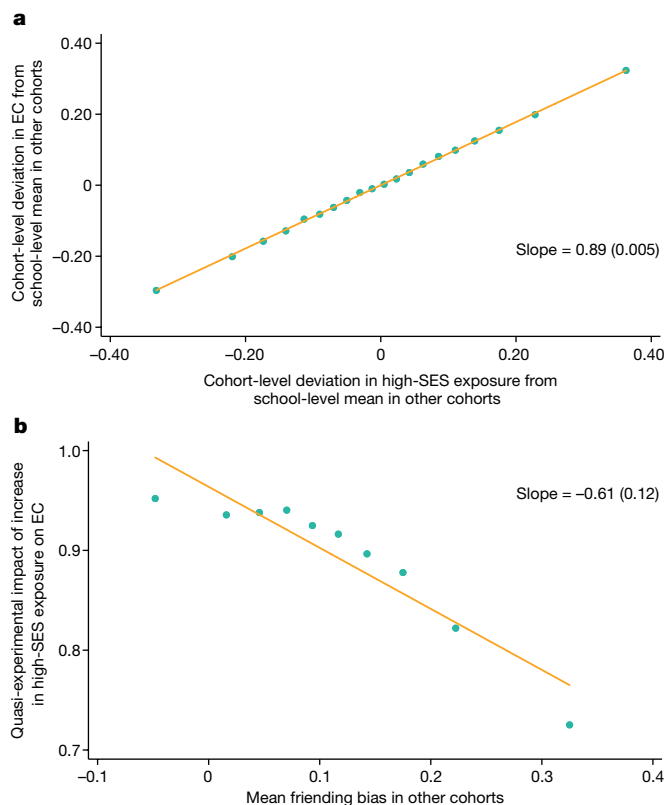 a
0.40
0.20
0
–0.20
–0.40
Cohort-level deviation in EC from
school-level mean in other cohorts
Slope = 0.89 (0.005)
–0.40
–0.20
0
0.20
0.40
Cohort-level deviation in high-SES exposure from
school-level mean in other cohorts
b
1.0
0.9
0.8
0.7
Quasi-experimental impact of increase
in high-SES exposure on EC
Slope = –0.61 (0.12)
–0.1
0
0.1
0.2
0.3
0.4
Mean friending bias in other cohorts